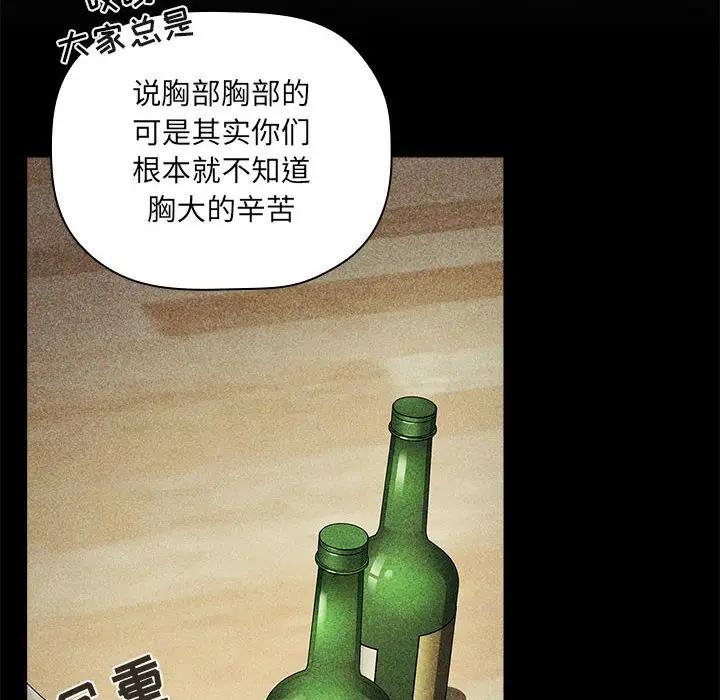 大家总是
说胸部胸部的
可是其实你们
根本就不知道
胸大的辛苦
重